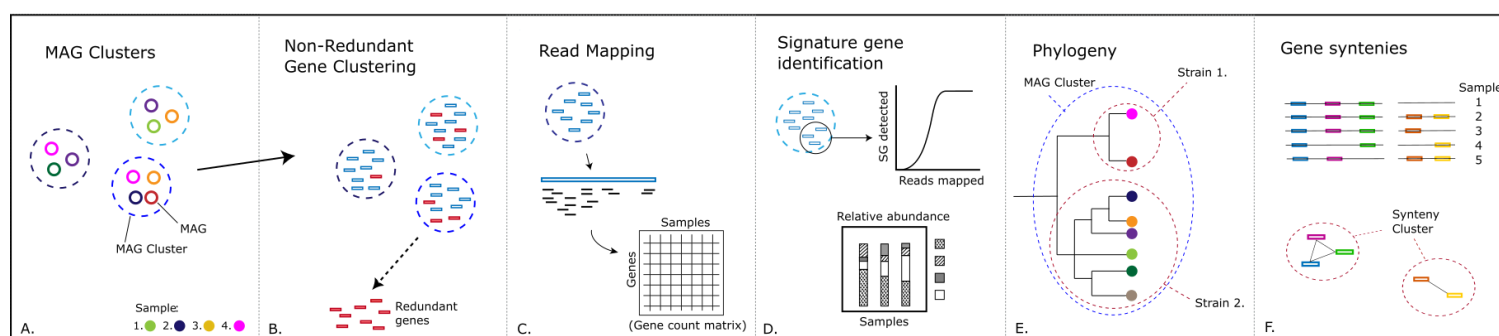 MAG Clusters
MAG
MAG Cluster
Sample:
1. 2. 3. 4.
A.
Non-Redundant
Gene Clustering
Redundant
genes
B.
Read Mapping
Samples
Genes
(Gene count matrix)
C.
Signature gene
identification
SG detected
Reads mapped
Relative abundance
Samples
D.
Phylogeny
MAG Cluster
Strain 1.
Strain 2.
E.
Gene syntenies
Sample
1
2
3
4
5
Synteny
Cluster
F.